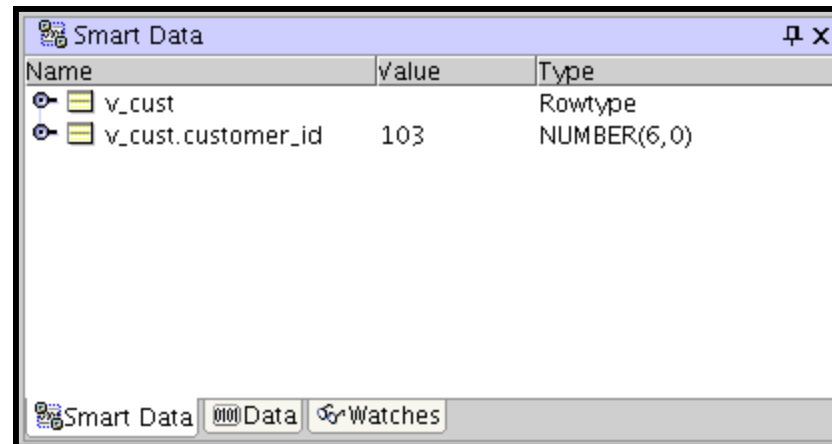 Smart Data
Name Value Type
v_cust Rowtype
v_cust.customer_id 103 NUMBER(6,0)
Smart Data Data Watches